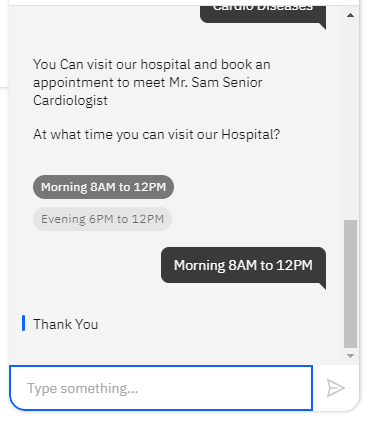 Cardio Diseases
You Can visit our hospital and book an
appointment to meet Mr. Sam Senior
Cardiologist
At what time you can visit our Hospital?
Morning 8AM to 12PM
Evening 6PM to 12PM
Morning 8AM to 12PM
Thank You
Type something...